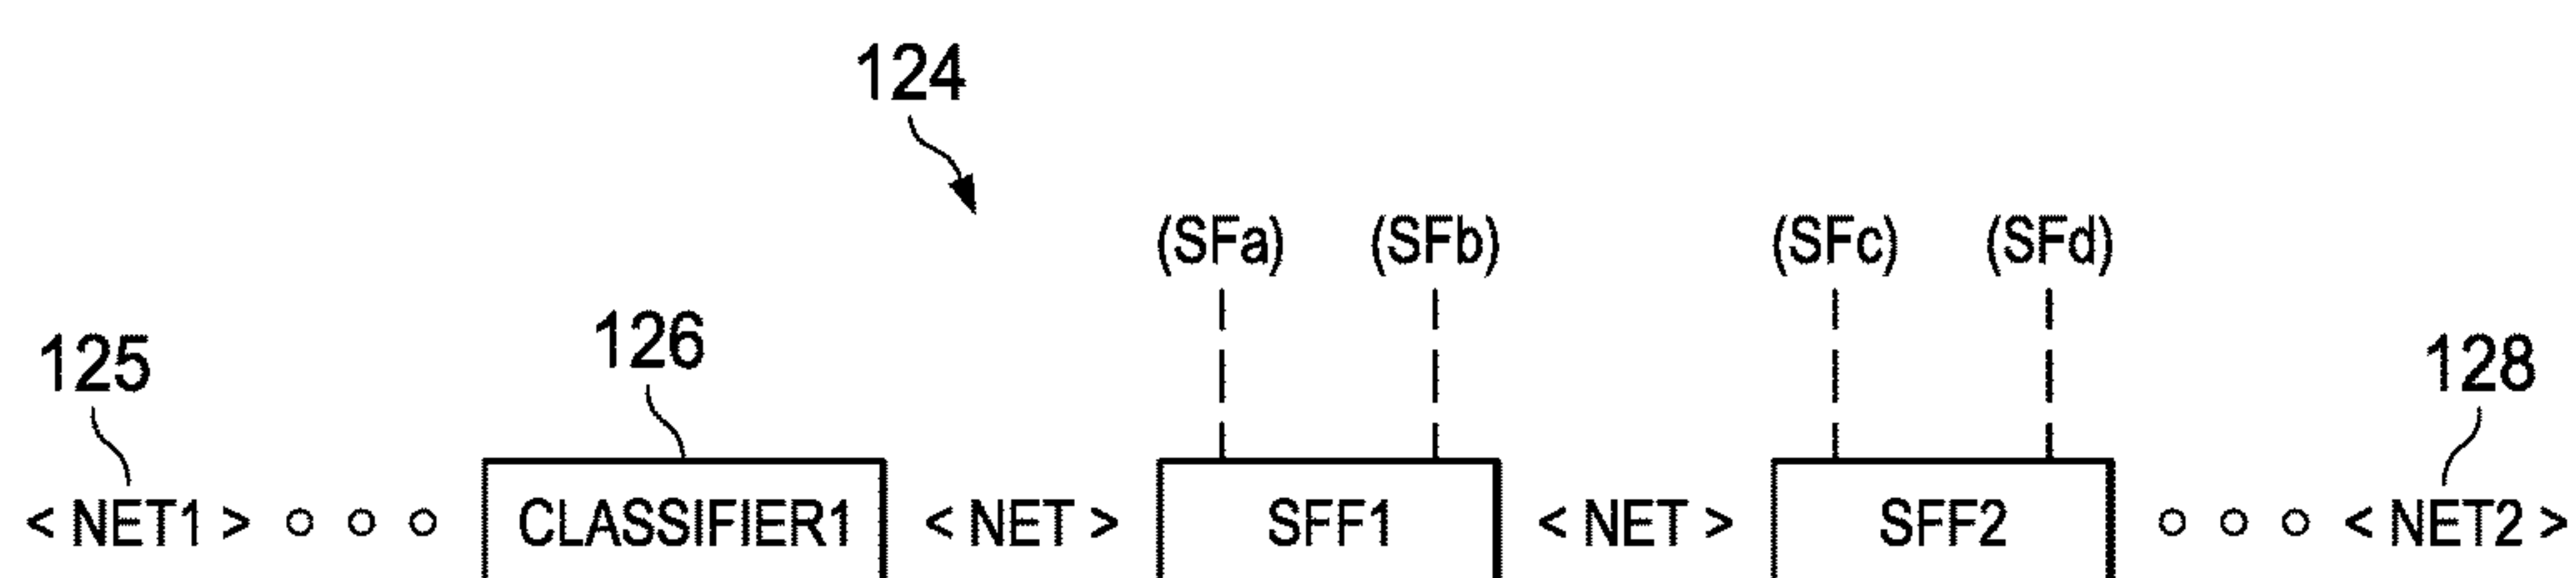 124
(SFa) (SFb) (SFc) (SFd)
125 126 128
< NET1 > ○ ○ ○ CLASSIFIER1 < NET > SFF1 < NET > SFF2 ○ ○ ○ < NET2 >